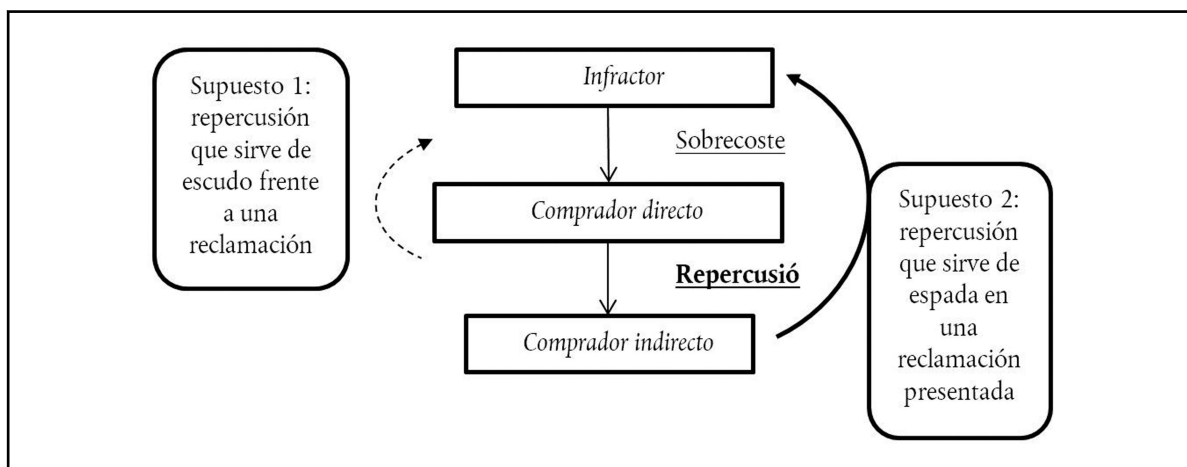 Supuesto 1:
repercusión
que sirve de
escudo frente
a una
reclamación
Infractor
Sobrecoste
Comprador directo
Repercusió
Comprador indirecto
Supuesto 2:
repercusión
que sirve de
espada en
una
reclamación
presentada